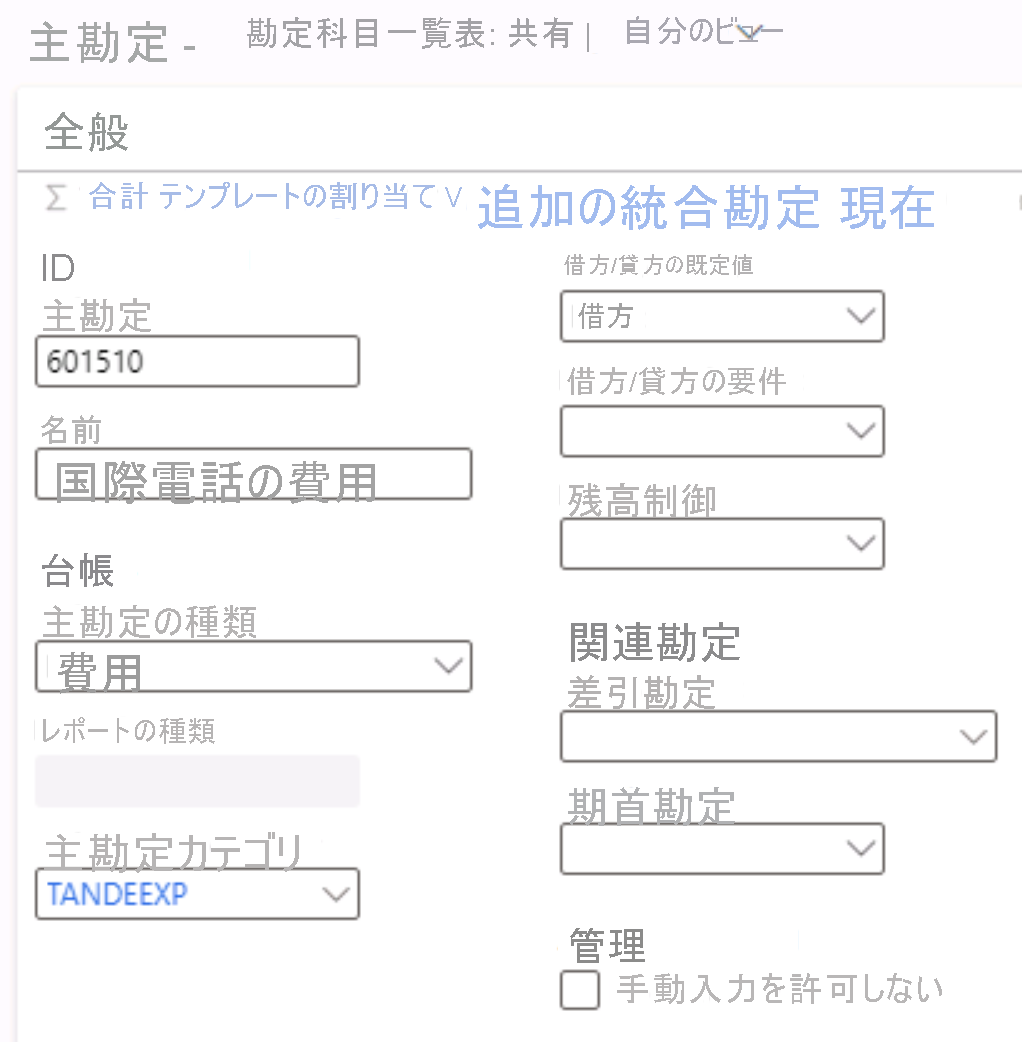 主勘定 - 勘定科目一覧表: 共有 | 自分のビュー
全般
Σ 合計 テンプレートの割り当て ∨ 追加の統合勘定 現在
ID
主勘定
601510
名前
国際電話の費用
台帳
主勘定の種類
費用
レポートの種類
主勘定カテゴリ
TANDEEXP
借方/貸方の既定値
借方
借方/貸方の要件
残高制御
関連勘定
差引勘定
期首勘定
管理
手動入力を許可しない